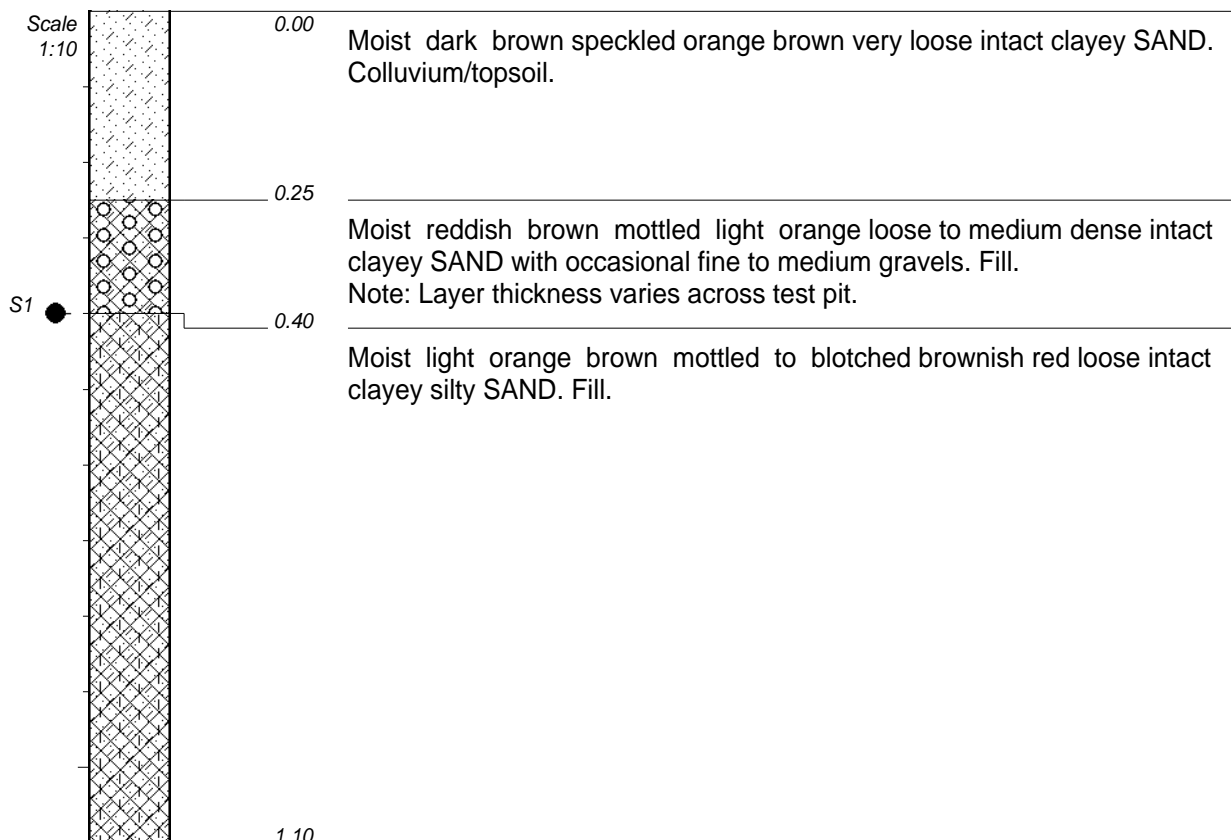 Scale
1:10
0.00
Moist dark brown speckled orange brown very loose intact clayey SAND.
Colluvium/topsoil.
0.25
Moist reddish brown mottled light orange loose to medium dense intact
clayey SAND with occasional fine to medium gravels. Fill.
Note: Layer thickness varies across test pit.
S1
0.40
Moist light orange brown mottled to blotched brownish red loose intact
clayey silty SAND. Fill.
1.10